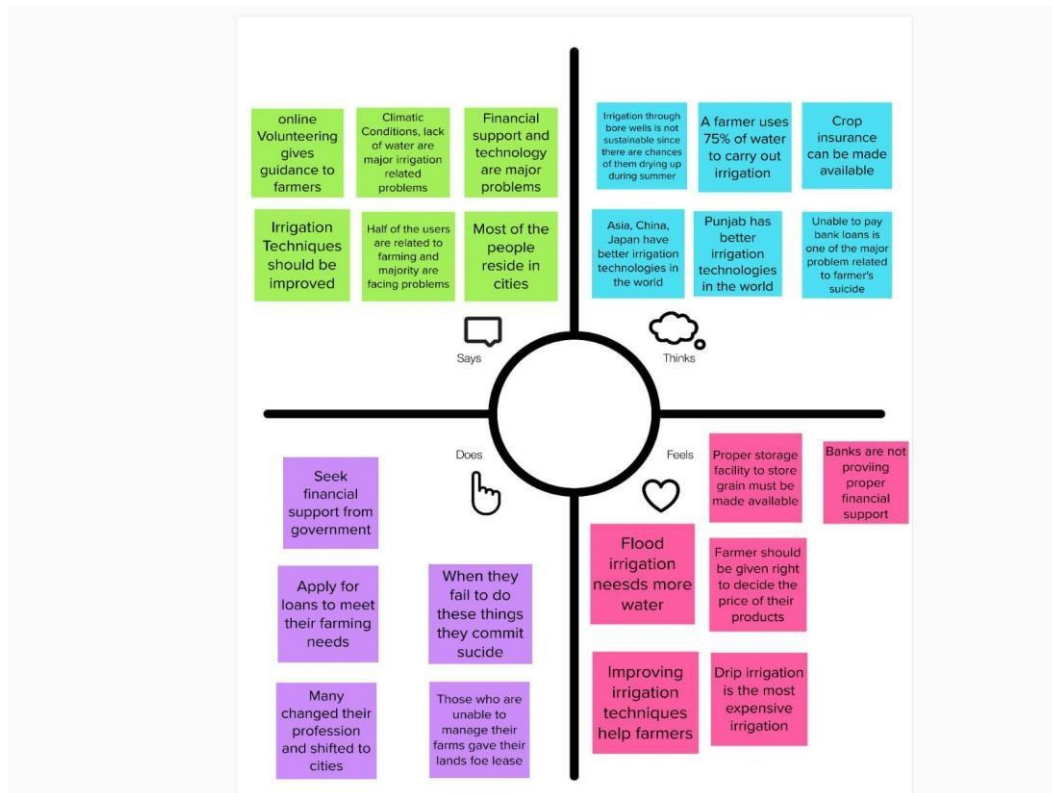 online
Volunteering
gives
guidance to
farmers
Climatic
Conditions, lack
of water are
major irrigation
related
problems
Financial
support and
technology
are major
problems
Irrigation
Techniques
should be
improved
Half of the users
are related to
farming and
majority are
facing problems
Most of the
people
reside in
cities
Says
Irrigation through
bore wells is not
sustainable since
there are chances
of them drying up
during summer
A farmer uses
75% of water
to carry out
irrigation
Crop
insurance
can be made
available
Asia, China,
Japan have
better irrigation
technologies in
the world
Punjab has
better
irrigation
technologies
in the world
Unable to pay
bank loans is
one of the major
problem related
to farmer's
suicide
Thinks
Does
Seek
financial
support from
government
Apply for
loans to meet
their farming
needs
When they
fail to do
these things
they commit
sucide
Many
changed their
profession
and shifted to
cities
Those who are
unable to
manage their
farms gave their
lands foe lease
Feels
Proper storage
facility to store
grain must be
made available
Banks are not
proviing
proper
financial
support
Flood
irrigation
neesds more
water
Farmer should
be given right
to decide the
price of their
products
Improving
irrigation
techniques
help farmers
Drip irrigation
is the most
expensive
irrigation